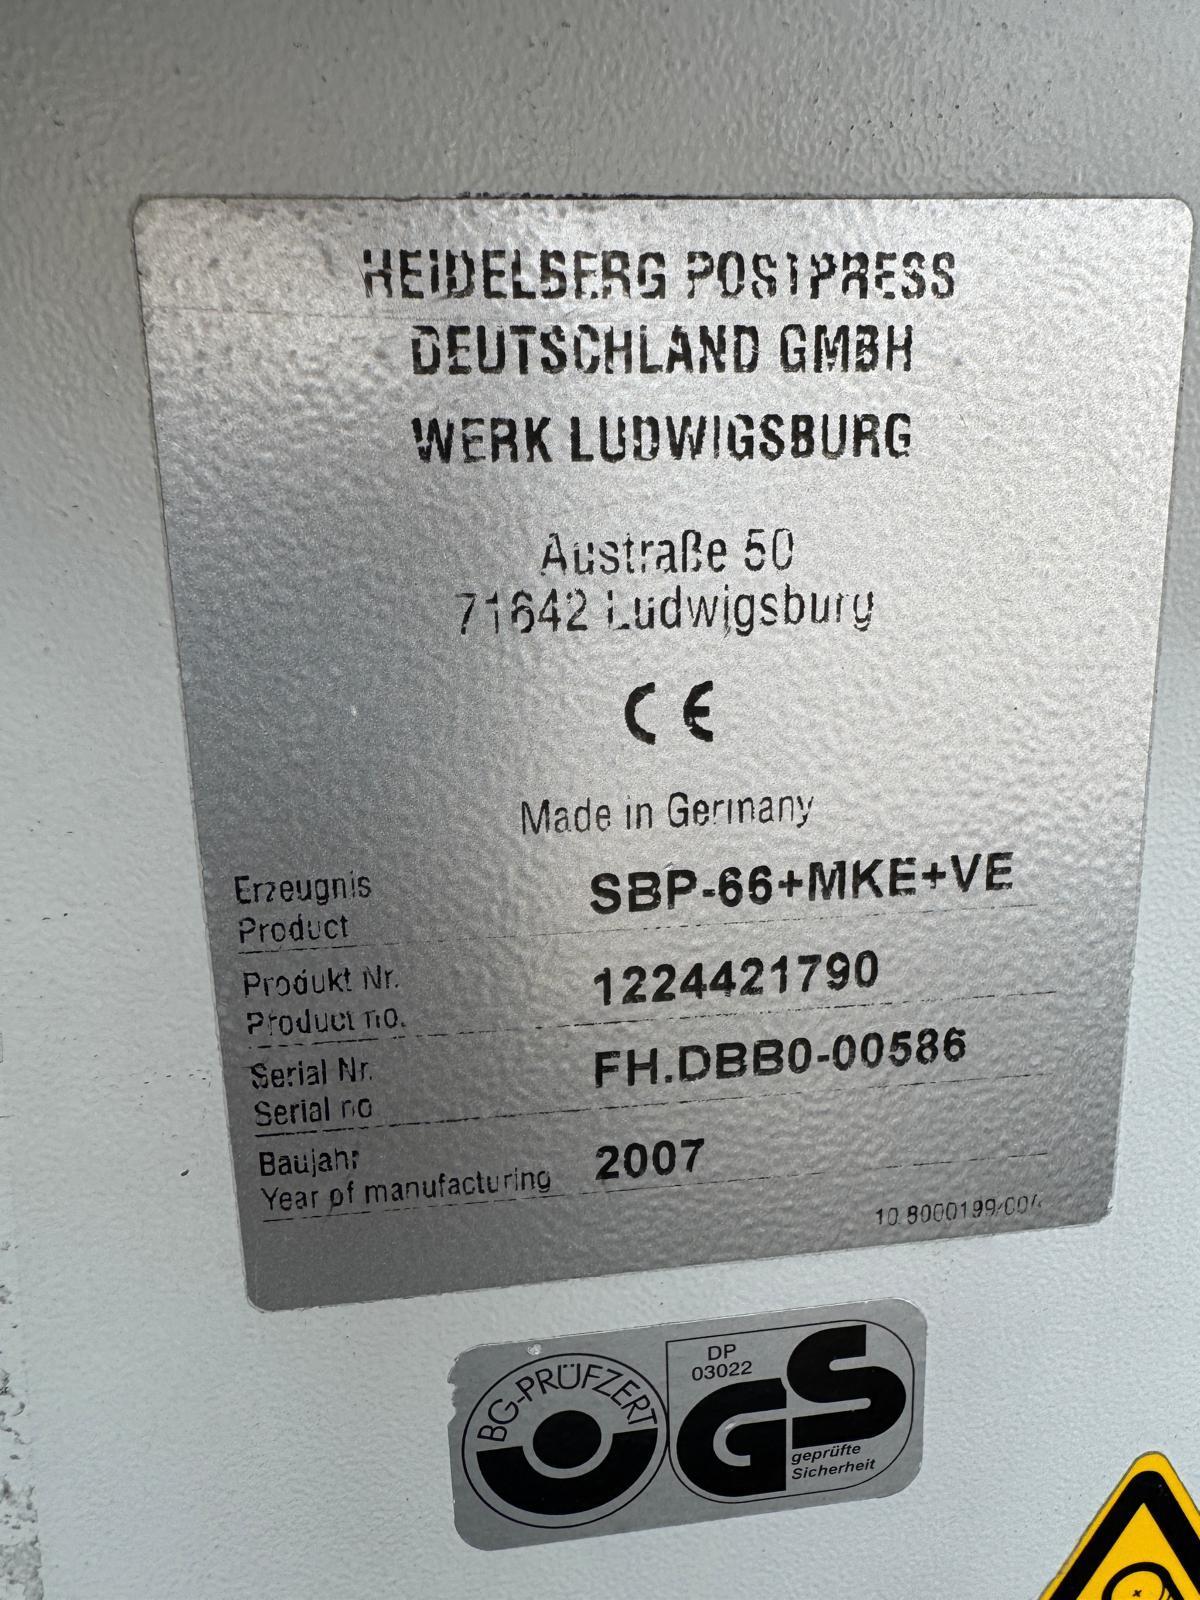 HEIDELBERG POSTPRESS
DEUTSCHLAND GMBH
WERK LUDWIGSBURG
Austraße 50
71642 Ludwigsburg
CE
Made in Germany
Erzeugnis
Product
SBP-66+MKE+VE
Produkt Nr.
Product no.
1224421790
Serial Nr.
Serial no
FH.DBB0-00586
Baujahr
Year of manufacturing
2007
BG-PRÜFZERT
DP
03022
GS
geprüfte
Sicherheit